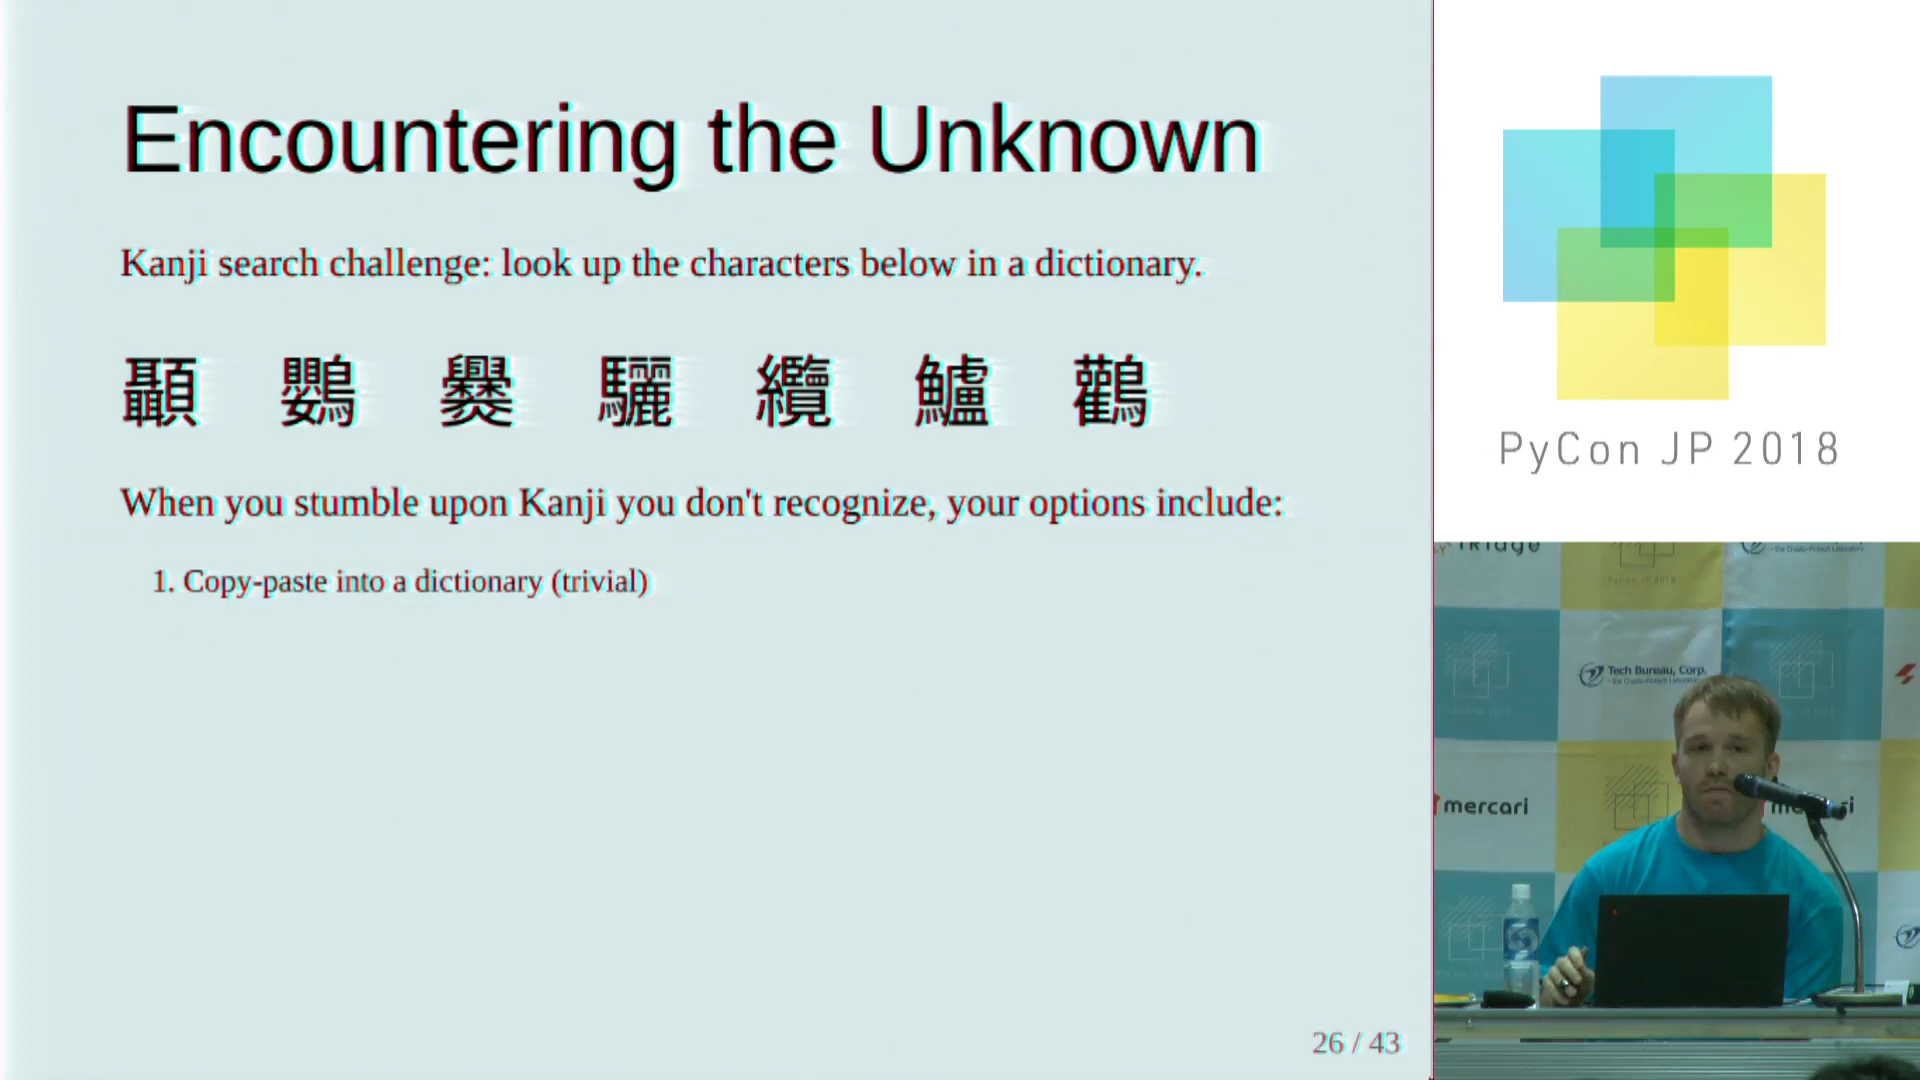 Encountering the Unknown
Kanji search challenge: look up the characters below in a dictionary.
顳 鸚 爨 驪 纜 鱸 鸛
When you stumble upon Kanji you don't recognize, your options include:
1. Copy-paste into a dictionary (trivial)
26 / 43
PyCon JP 2018
TRiage
Tech Bureau, Corp.
mercari